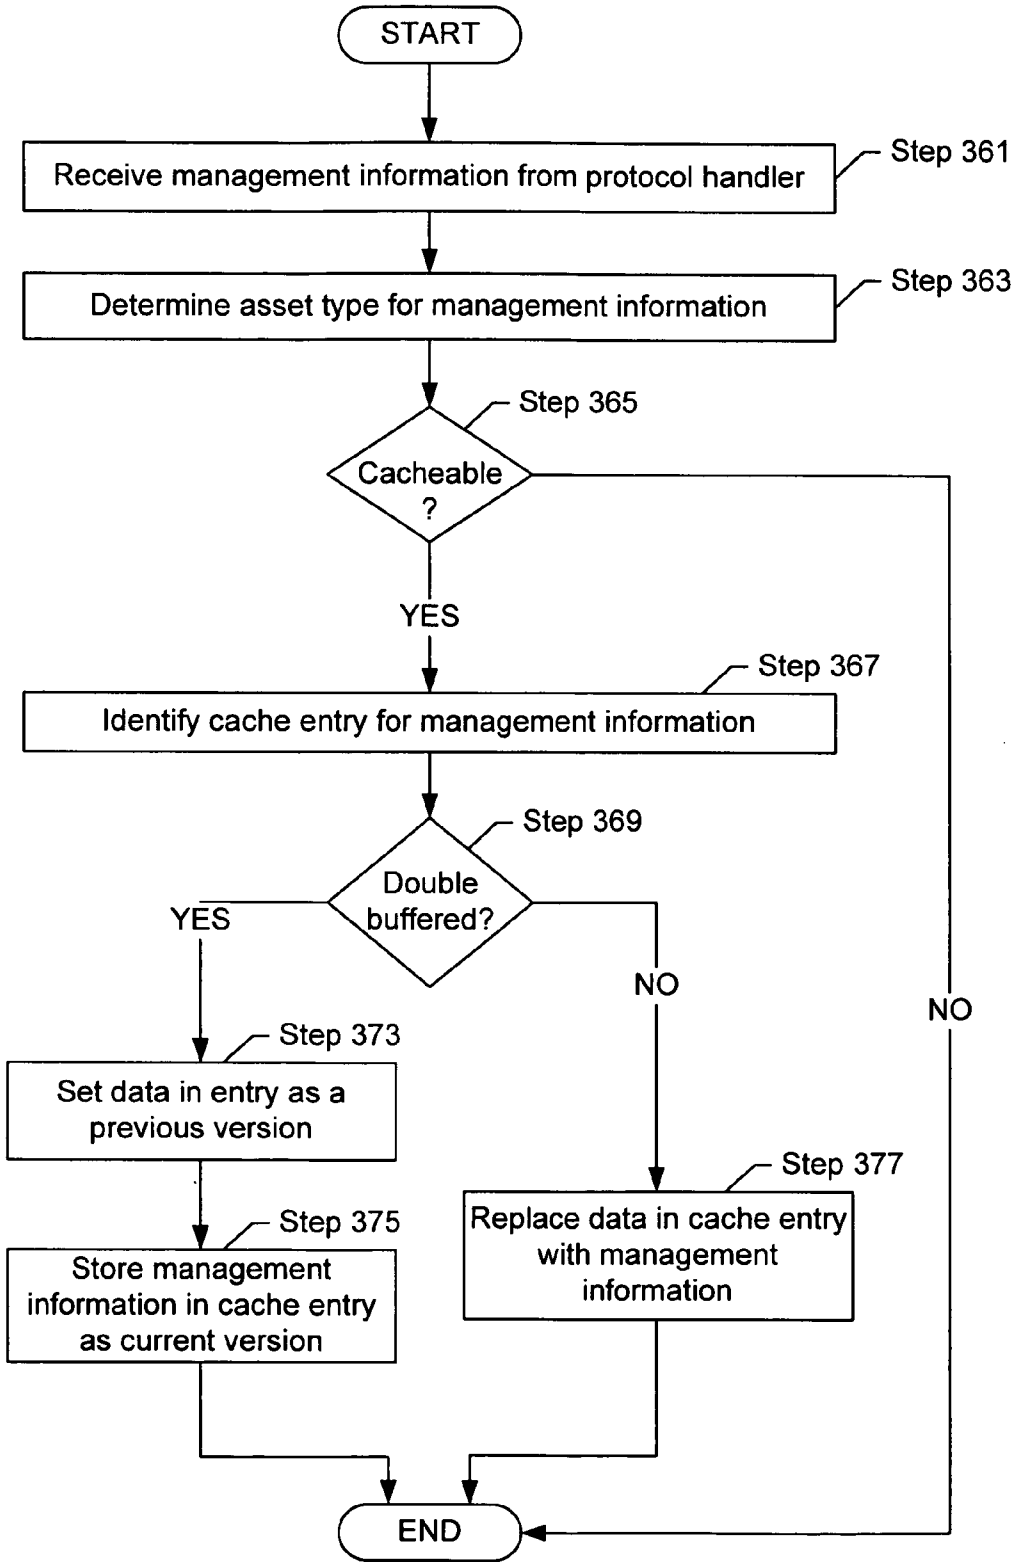 START
Step 361
Receive management information from protocol handler
Step 363
Determine asset type for management information
Step 365
Cacheable
?
YES
Step 367
Identify cache entry for management information
Step 369
Double
buffered?
YES
NO
NO
Step 373
Set data in entry as a
previous version
Step 377
Replace data in cache entry
with management
information
Step 375
Store management
information in cache entry
as current version
END